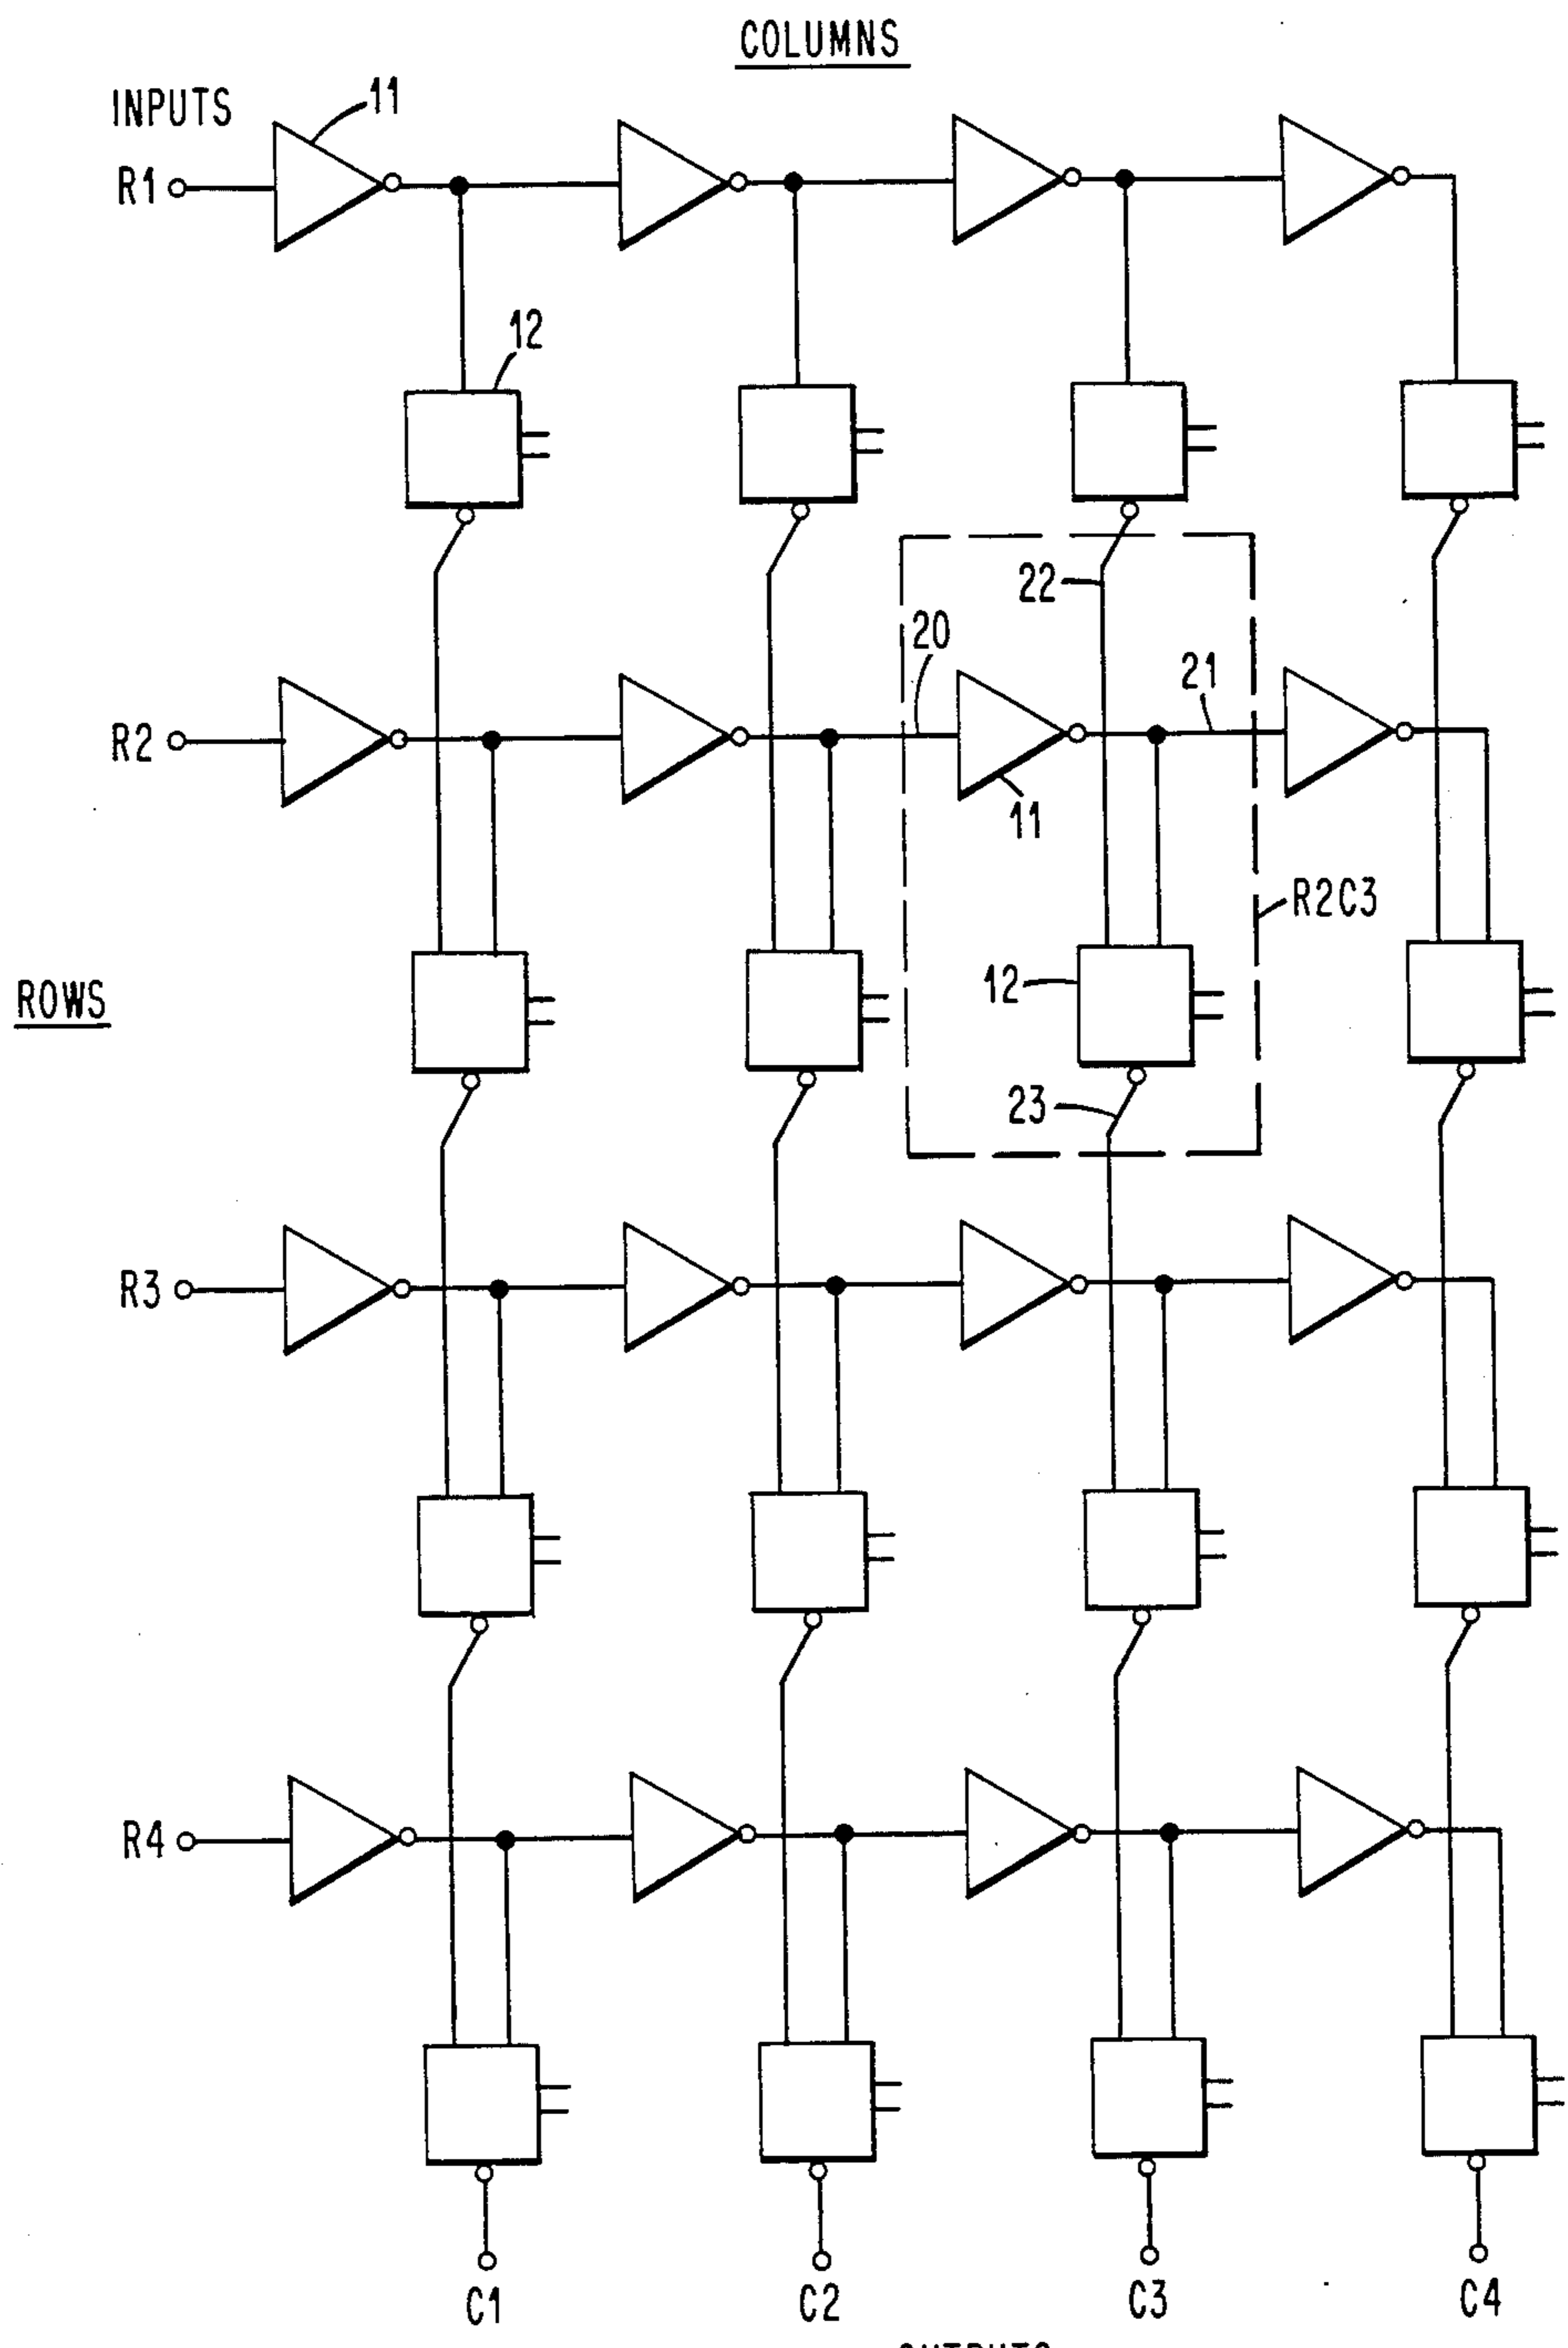 COLUMNS
INPUTS
11
R1
12
22
20
21
R2
11
R2C3
12
ROWS
23
R3
R4
C1
C2
C3
C4
OUTPUTS